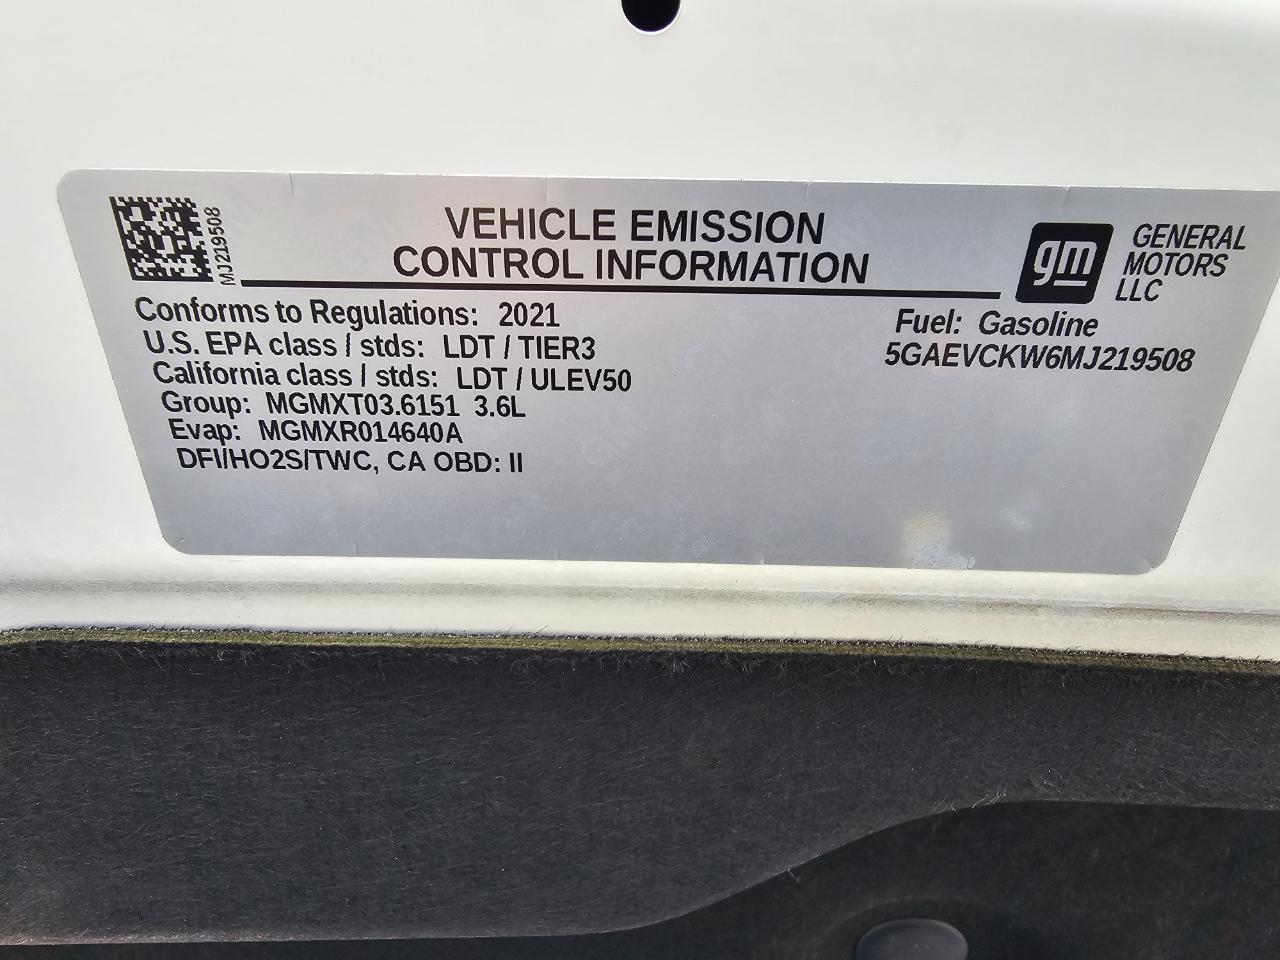 MJ219508
VEHICLE EMISSION
CONTROL INFORMATION
gm
GENERAL
MOTORS
LLC
Conforms to Regulations: 2021
U.S. EPA class / stds: LDT / TIER3
California class / stds: LDT / ULEV50
Group: MGMXT03.6151 3.6L
Evap: MGMXR014640A
DFI/HO2S/TWC, CA OBD: II
Fuel: Gasoline
5GAEVCKW6MJ219508